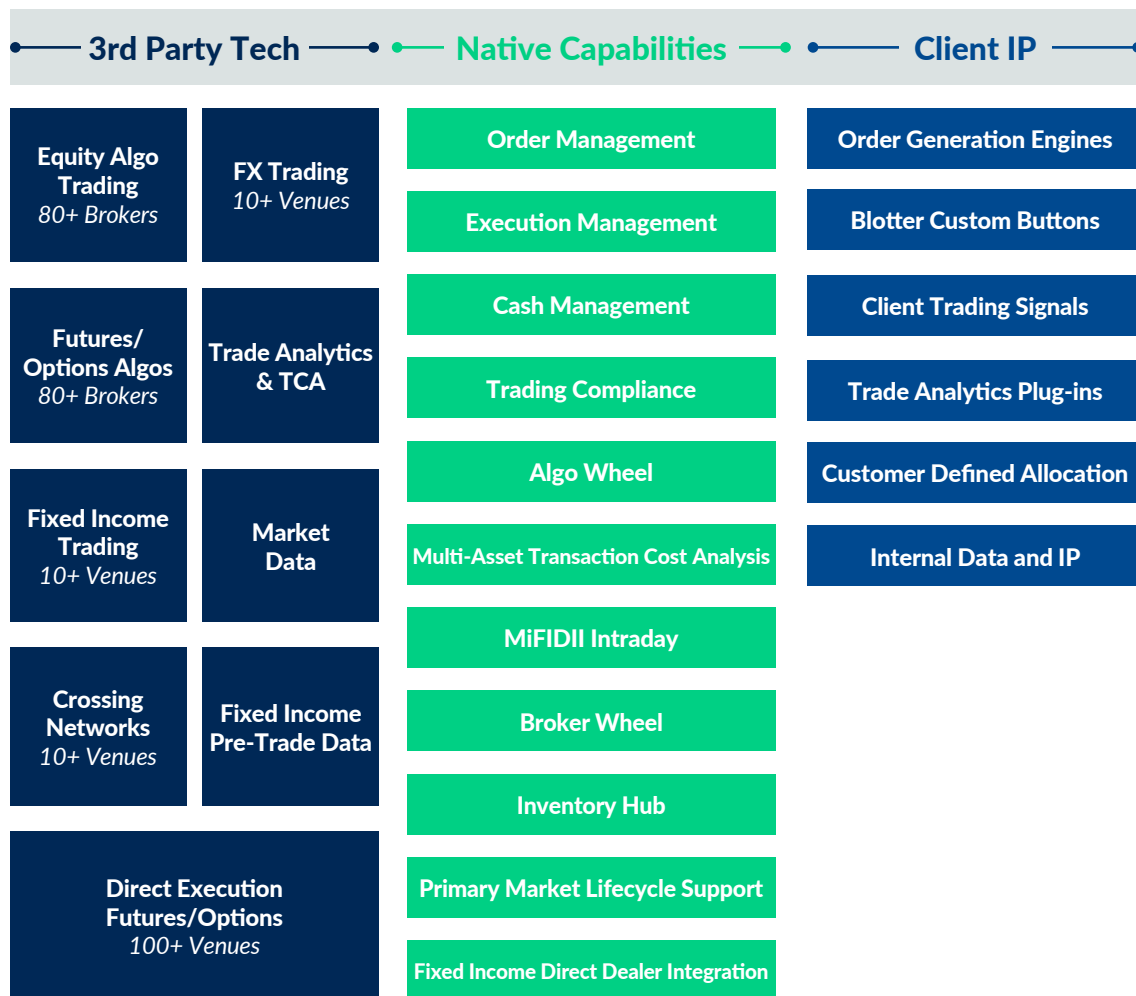 3rd Party Tech
Native Capabilities
Client IP
Equity Algo
Trading
80+ Brokers
FX Trading
10+ Venues
Futures/
Options Algos
80+ Brokers
Trade Analytics
& TCA
Fixed Income
Trading
10+ Venues
Market
Data
Crossing
Networks
10+ Venues
Fixed Income
Pre-Trade Data
Direct Execution
Futures/Options
100+ Venues
Order Management
Execution Management
Cash Management
Trading Compliance
Algo Wheel
Multi-Asset Transaction Cost Analysis
MiFIDII Intraday
Broker Wheel
Inventory Hub
Primary Market Lifecycle Support
Fixed Income Direct Dealer Integration
Order Generation Engines
Blotter Custom Buttons
Client Trading Signals
Trade Analytics Plug-ins
Customer Defined Allocation
Internal Data and IP